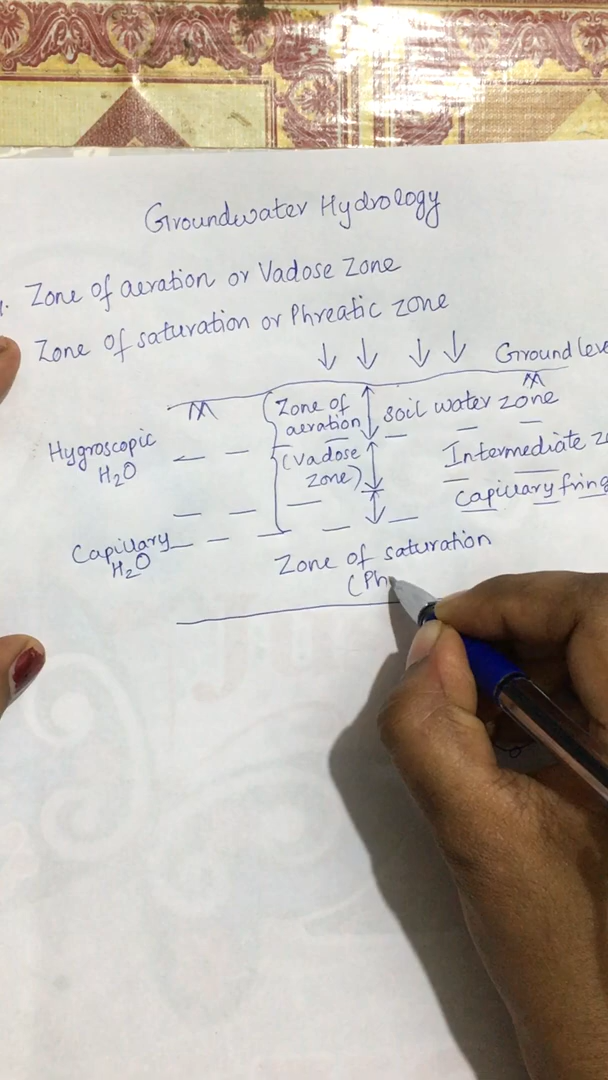 Groundwater Hydrology
1. Zone of aeration or Vadose Zone
Zone of saturation or Phreatic zone
Ground leve
Zone of
aeration
soil water zone
Hygroscopic
H2O
(Vadose
zone)
Intermediate z
Capillary fring
Capillary
H2O
Zone of saturation
(Ph